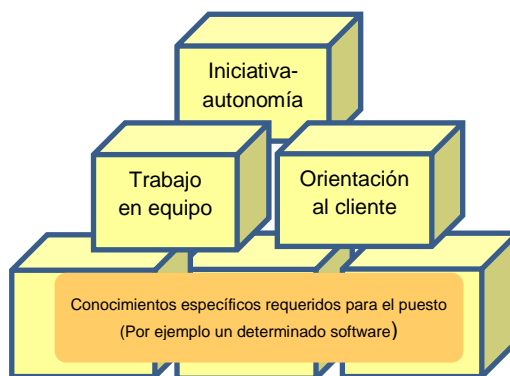 Iniciativa-
autonomía
Trabajo
en equipo
Orientación
al cliente
Conocimientos específicos requeridos para el puesto
(Por ejemplo un determinado software)